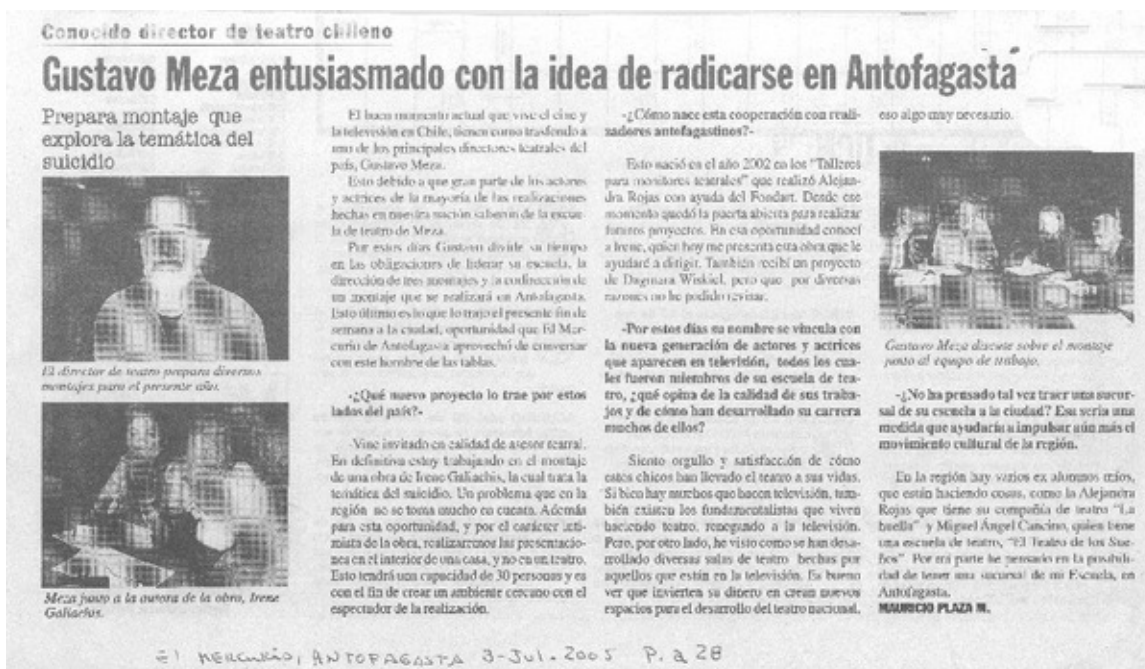 Conocido director de teatro chileno
Gustavo Meza entusiasmado con la idea de radicarse en Antofagasta
Prepara montaje que
explora la temática del
suicidio
El director de teatro prepara diversos
montajes para el presente año.
Meza junto a la autora de la obra, Irene
El buen momento actual que vive el cine y
la televisión en Chile, tienen como trasfondo a
uno de los principales directores teatrales del
país, Gustavo Meza.
Esto debido a que gran parte de los actores
y actrices de la mayoría de las realizaciones
hechas en nuestra nación salieron de la escue-
la de teatro de Meza.
Por estos días Gustavo divide su tiempo
en las obligaciones de liderar su escuela, la
dirección de tres montajes y la codirección de
un montaje que se realizará en Antofagasta.
Esto último es lo que lo trajo el presente fin de
semana a la ciudad, oportunidad que El Mer-
curio de Antofagasta aprovechó de conversar
con este hombre de las tablas.
-¿Qué nuevo proyecto lo trae por estos
lados del país?-
-Vine invitado en calidad de asesor teatral.
En definitiva estoy trabajando en el montaje
de una obra de Irene Galiachis, la cual trata la
temática del suicidio. Un problema que en la
región no se toma mucho en cuenta. Además
para esta oportunidad, y por el carácter inti-
mista de la obra, realizaremos las presentacio-
nes en el interior de una casa, y no en un teatro.
Esto tendrá una capacidad de 30 personas y es
con el fin de crear un ambiente cercano con el
espectador de la realización.
-¿Cómo nace esta cooperación con reali-
zadores antofagastinos?-
Esto nació en el año 2002 en los "Talleres
para monitores teatrales" que realizó Alejan-
dra Rojas con ayuda del Fondart. Desde ese
momento quedó la puerta abierta para realizar
futuros proyectos. En esa oportunidad conocí
a Irene, quien hoy me presenta esta obra que le
ayudaré a dirigir. También recibí un proyecto
de Dagmara Wiskiel, pero que por diversas
razones no he podido revisar.
-Por estos días su nombre se vincula con
la nueva generación de actores y actrices
que aparecen en televisión, todos los cua-
les fueron miembros de su escuela de tea-
tro, ¿qué opina de la calidad de sus traba-
jos y de cómo han desarrollado su carrera
muchos de ellos?
Siento orgullo y satisfacción de cómo
estos chicos han llevado el teatro a sus vidas.
Si bien hay muchos que hacen televisión, tam-
bién existen los fundamentalistas que viven
haciendo teatro, renegando a la televisión.
Pero, por otro lado, he visto como se han desa-
rrollado diversas salas de teatro hechas por
aquellos que están en la televisión. Es bueno
ver que invierten su dinero en crean nuevos
espacios para el desarrollo del teatro nacional,
eso algo muy necesario.
Gustavo Meza discute sobre el montaje
junto al equipo de trabajo.
-¿No ha pensado tal vez traer una sucur-
sal de su escuela a la ciudad? Esa sería una
medida que ayudaría a impulsar aún más el
movimiento cultural de la región.
En la región hay varios ex alumnos míos,
que están haciendo cosas, como la Alejandra
Rojas que tiene su compañía de teatro "La
huella" y Miguel Ángel Cancino, quien tiene
una escuela de teatro, "El Teatro de los Sue-
ños" Por mi parte he pensado en la posibili-
dad de tener una sucursal de mi Escuela, en
Antofagasta.
MAURICIO PLAZA M.
El MERCURIO, ANTOFAGASTA 3-Jul. 2005 P. a 28